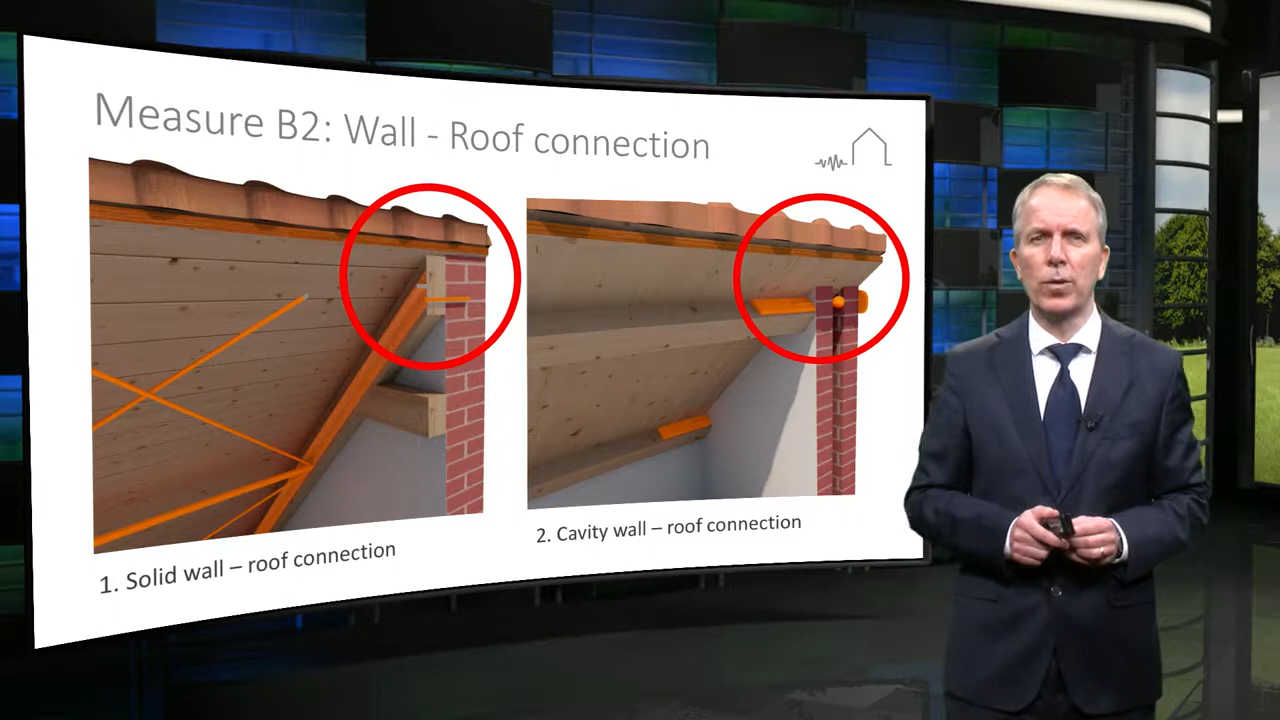 Measure B2: Wall - Roof connection
1. Solid wall – roof connection
2. Cavity wall – roof connection